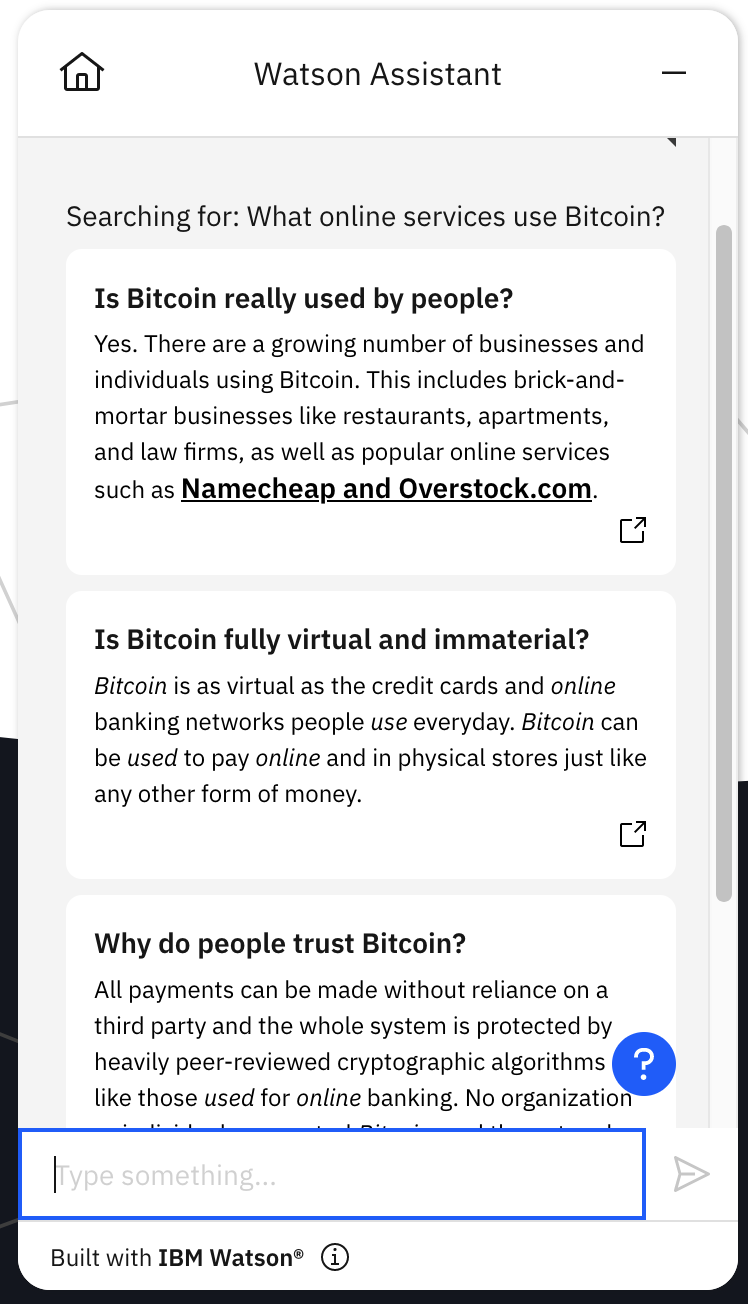 Watson Assistant
Searching for: What online services use Bitcoin?
Is Bitcoin really used by people?
Yes. There are a growing number of businesses and
individuals using Bitcoin. This includes brick-and-
mortar businesses like restaurants, apartments,
and law firms, as well as popular online services
such as Namecheap and Overstock.com.
Is Bitcoin fully virtual and immaterial?
Bitcoin is as virtual as the credit cards and online
banking networks people use everyday. Bitcoin can
be used to pay online and in physical stores just like
any other form of money.
Why do people trust Bitcoin?
All payments can be made without reliance on a
third party and the whole system is protected by
heavily peer-reviewed cryptographic algorithms
like those used for online banking. No organization
?
Type something...
Built with IBM Watson®